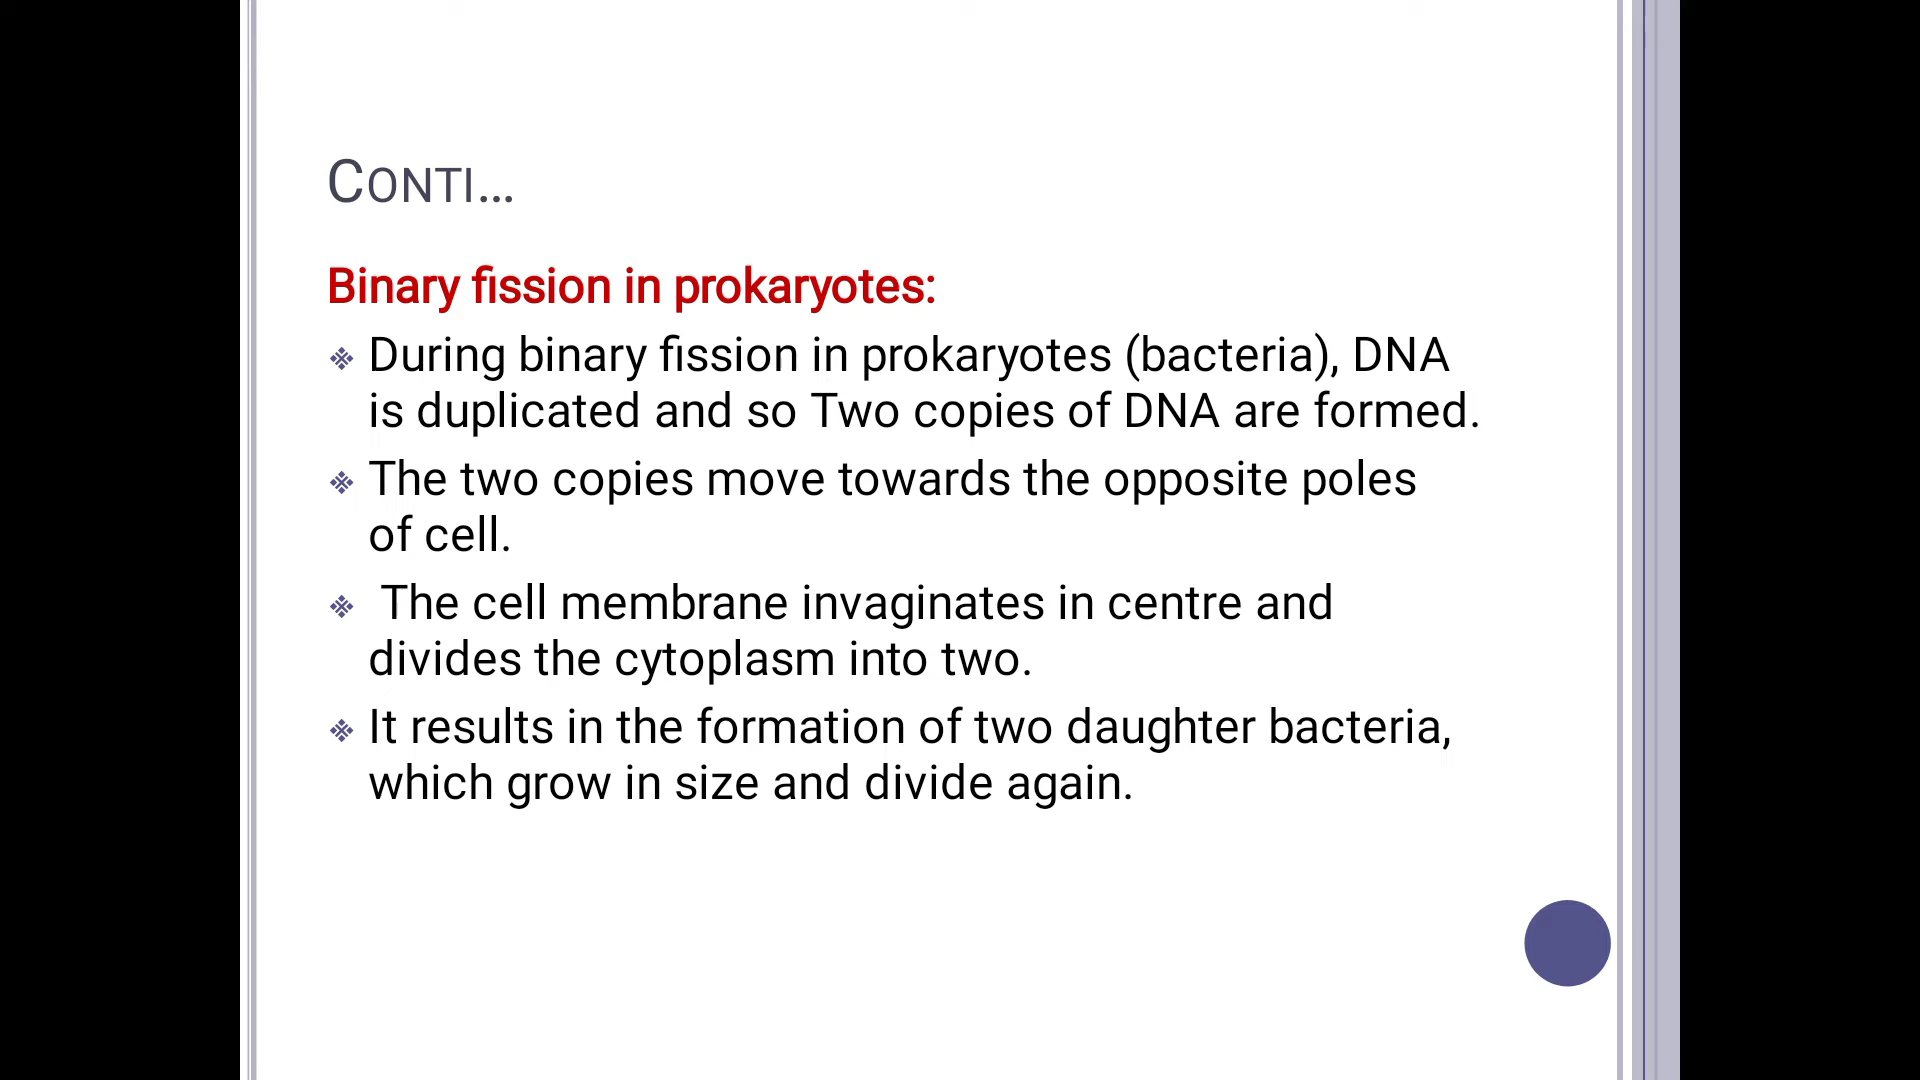 CONTI...
Binary fission in prokaryotes:
❖ During binary fission in prokaryotes (bacteria), DNA
is duplicated and so Two copies of DNA are formed.
❖ The two copies move towards the opposite poles
of cell.
❖ The cell membrane invaginates in centre and
divides the cytoplasm into two.
❖ It results in the formation of two daughter bacteria,
which grow in size and divide again.